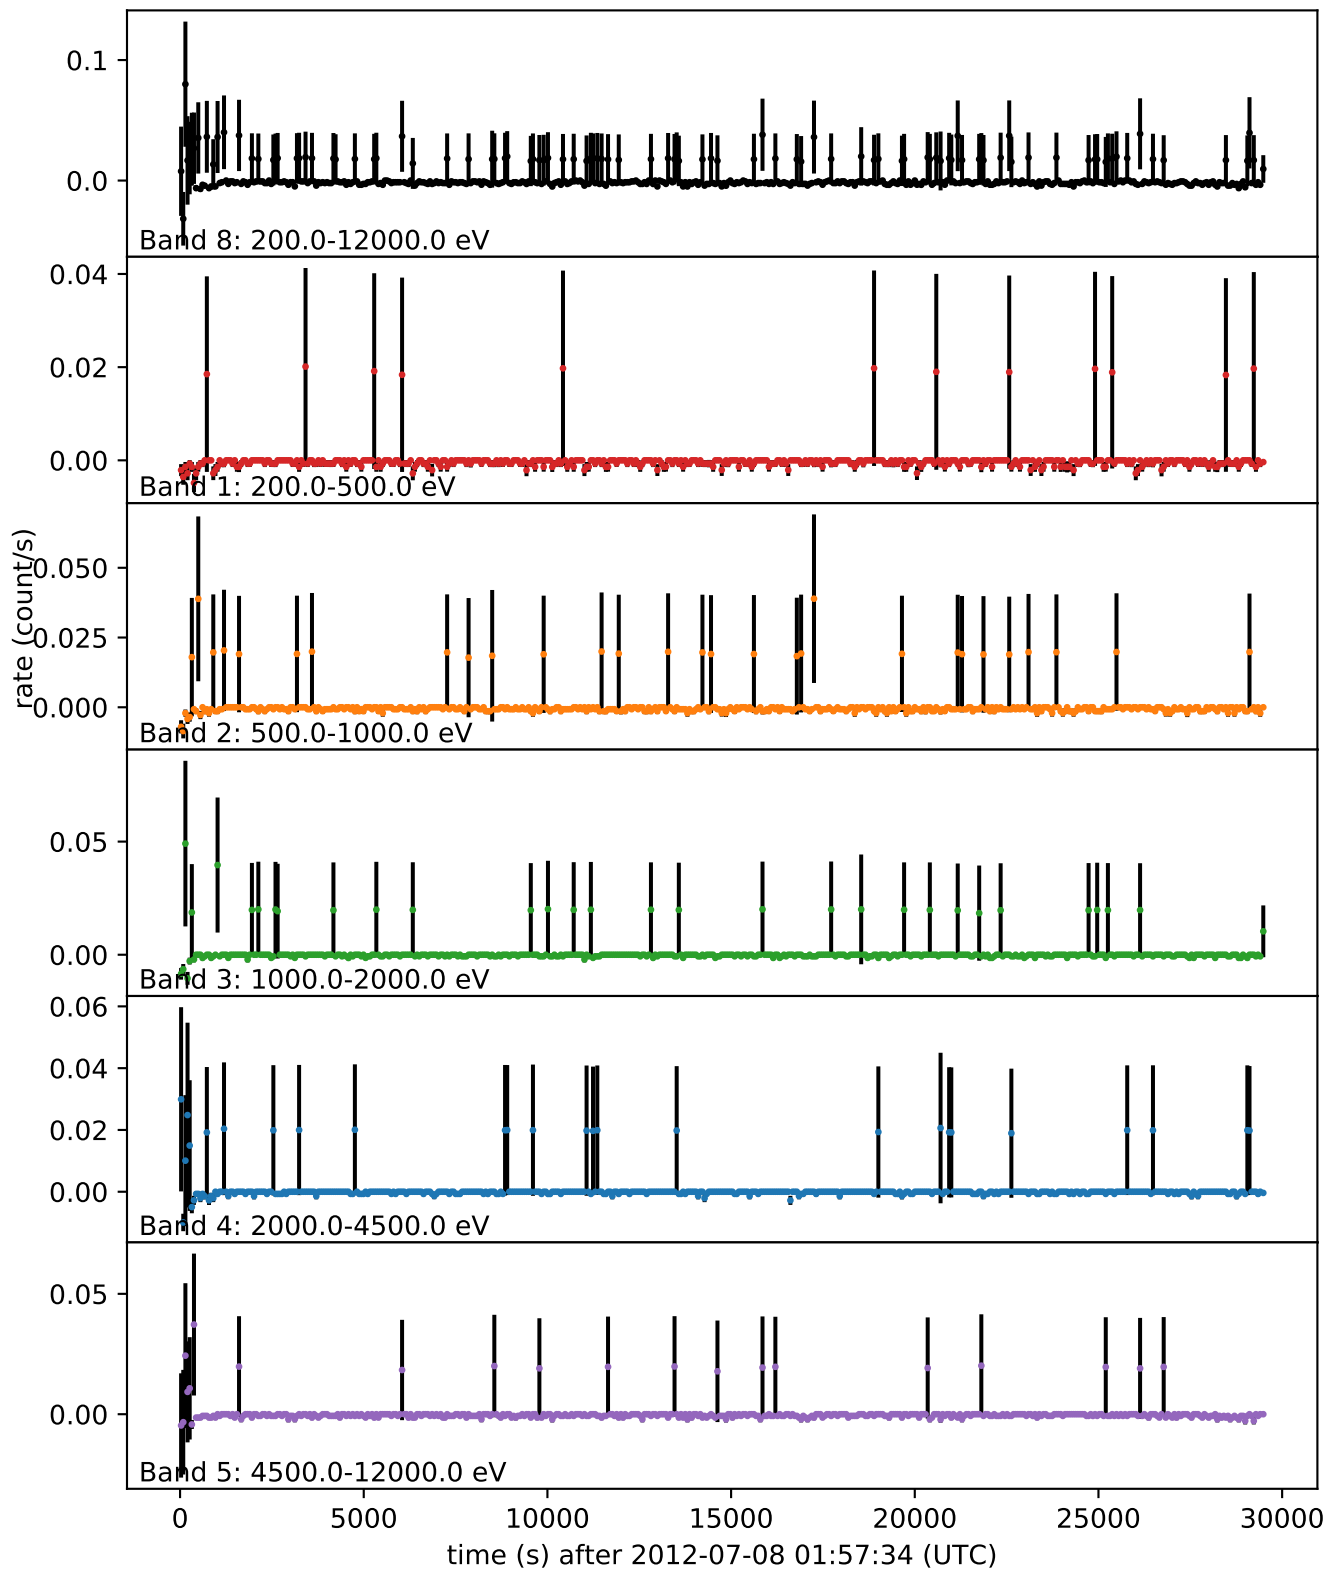 0.1
0.0
Band 8: 200.0-12000.0 eV
0.04
0.02
0.00
Band 1: 200.0-500.0 eV
rate (count/s)
0.050
0.025
0.000
Band 2: 500.0-1000.0 eV
0.05
0.00
Band 3: 1000.0-2000.0 eV
0.06
0.04
0.02
0.00
Band 4: 2000.0-4500.0 eV
0.05
0.00
Band 5: 4500.0-12000.0 eV
0 5000 10000 15000 20000 25000 30000
time (s) after 2012-07-08 01:57:34 (UTC)